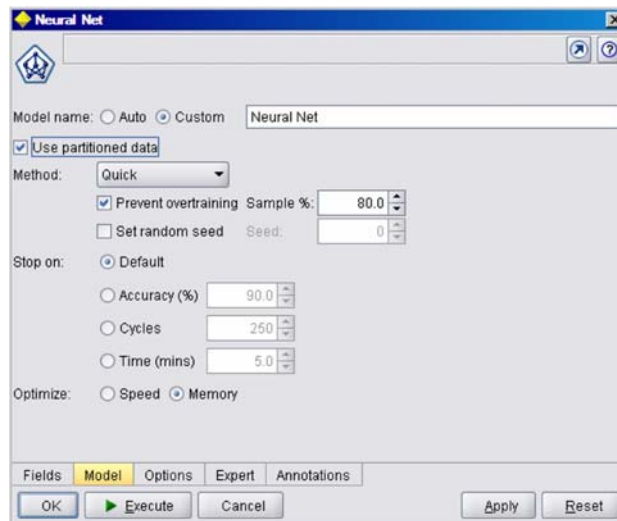 Neural Net
Model name: Auto Custom Neural Net
Use partitioned data
Method: Quick
Prevent overtraining Sample %: 80.0
Set random seed Seed: 0
Stop on: Default
Accuracy (%) 90.0
Cycles 250
Time (mins) 5.0
Optimize: Speed Memory
Fields Model Options Expert Annotations
OK Execute Cancel Apply Reset